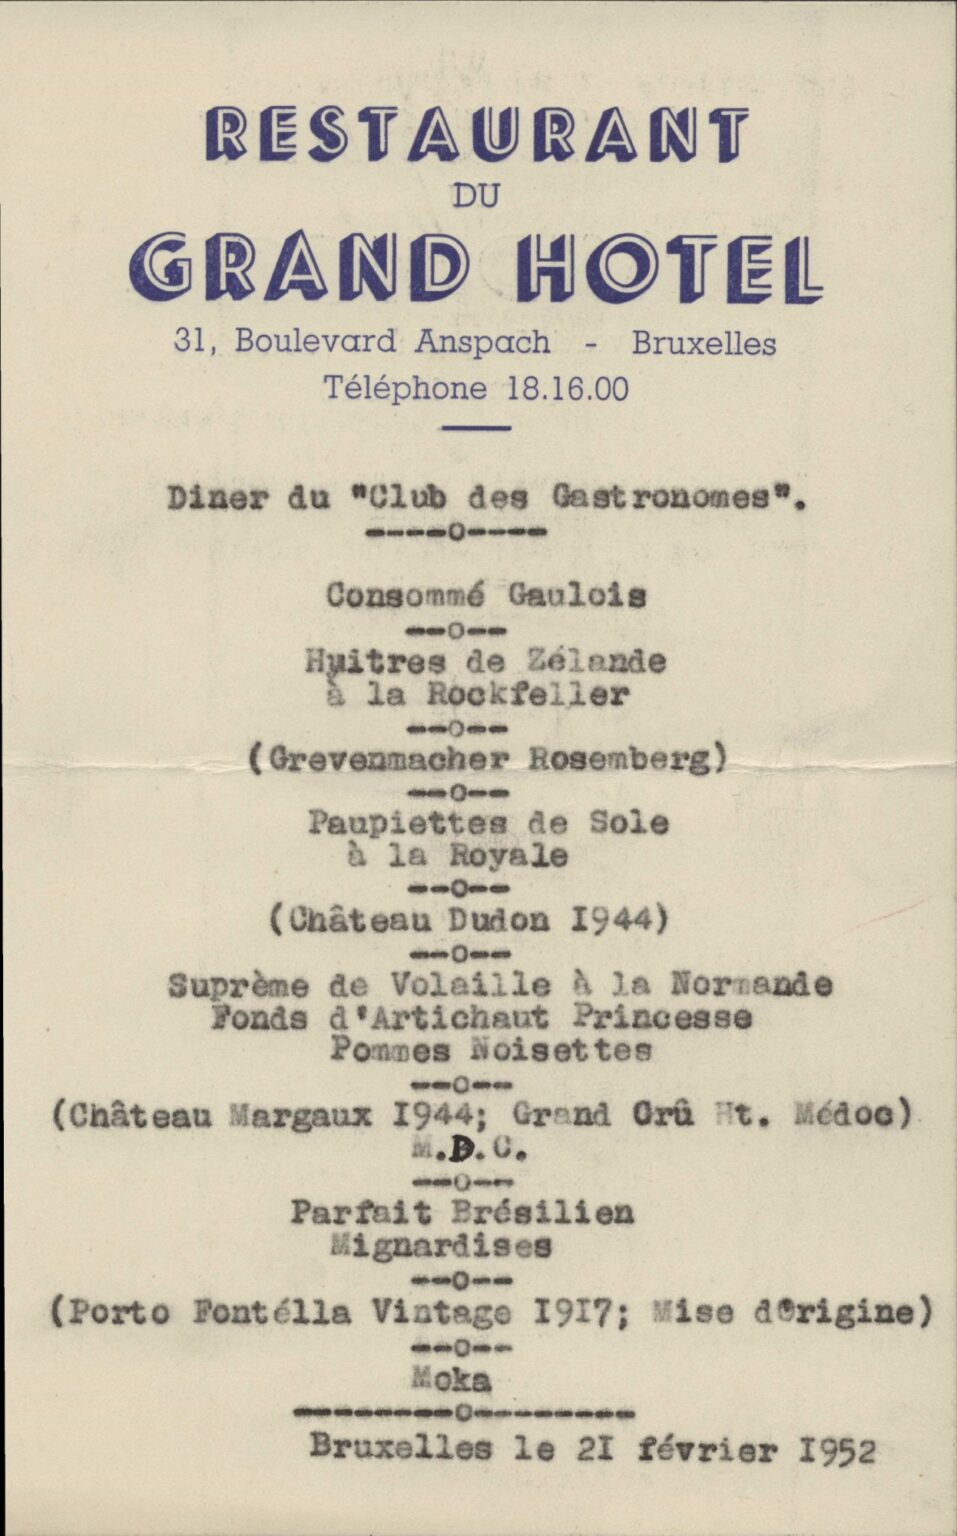 RESTAURANT
DU
GRAND HOTEL
31, Boulevard Anspach - Bruxelles
Téléphone 18.16.00
Diner du "Club des Gastronomes".
----o----
Consommé Gaulois
--o--
Huitres de Zélande
à la Rockfeller
--o--
(Grevenmacher Rosemberg)
--o--
Paupiettes de Sole
à la Royale
--o--
(Château Dudon I944)
--o--
Suprème de Volaille à la Normande
Fonds d'Artichaut Princesse
Pommes Noisettes
--o--
(Château Margaux I944; Grand Crû Ht. Médoc)
M.D.C.
--o--
Parfait Brésilien
Mignardises
--o--
(Porto Fontélla Vintage I9I7; Mise d'Origine)
--o--
Moka
--------o--------
Bruxelles le 2I février I952